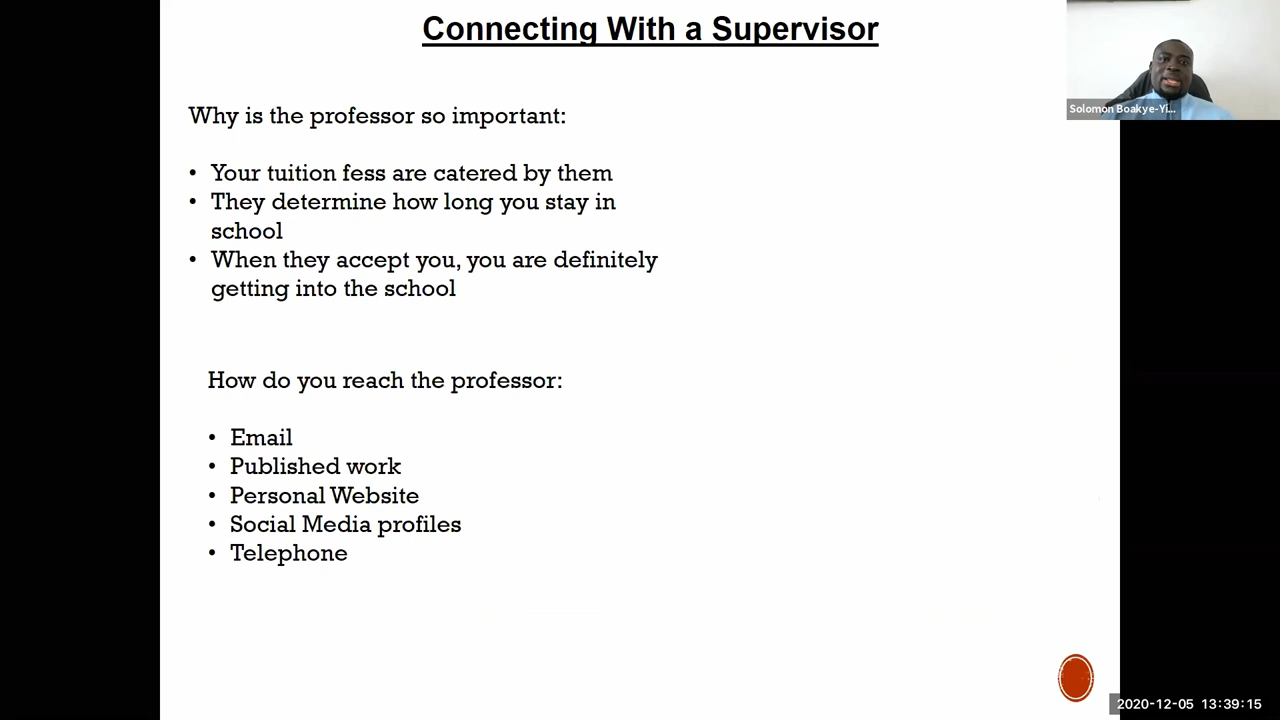 Connecting With a Supervisor
Solomon Boakye-Yi...
Why is the professor so important:
• Your tuition fess are catered by them
• They determine how long you stay in
school
• When they accept you, you are definitely
getting into the school
How do you reach the professor:
• Email
• Published work
• Personal Website
• Social Media profiles
• Telephone
2020-12-05 13:39:15